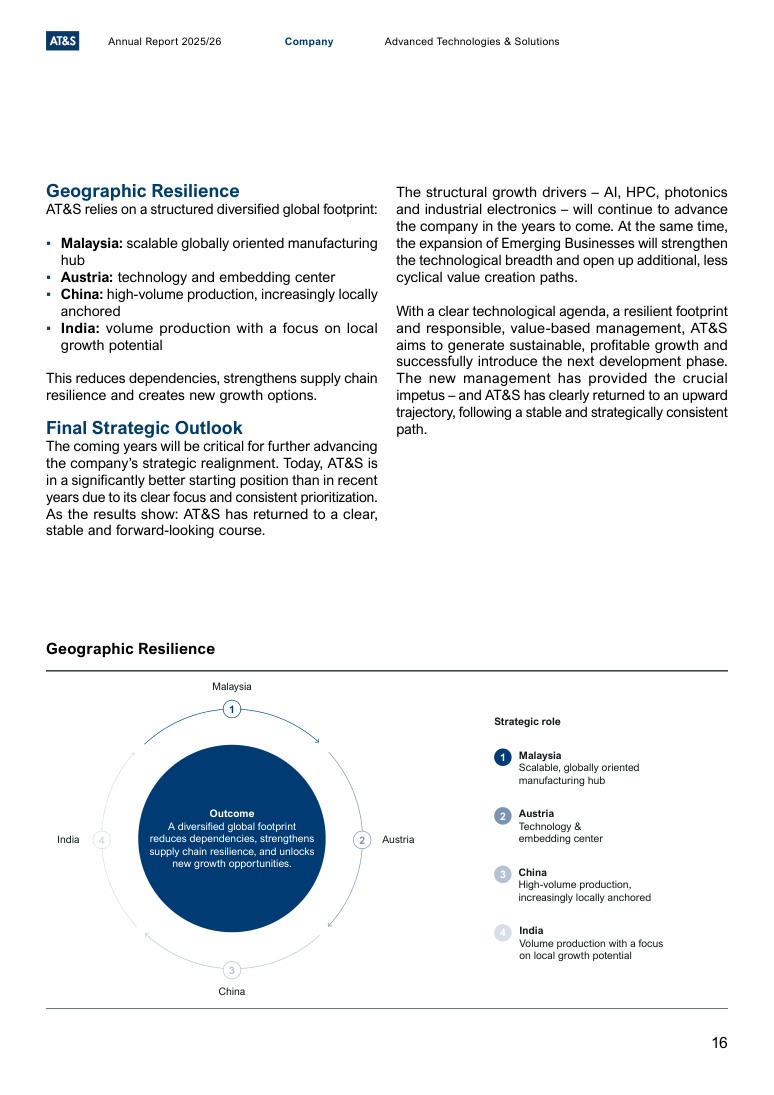 AT&S
Annual Report 2025/26
Company
Advanced Technologies & Solutions
Geographic Resilience
AT&S relies on a structured diversified global footprint:
▪ Malaysia: scalable globally oriented manufacturing
hub
▪ Austria: technology and embedding center
▪ China: high-volume production, increasingly locally
anchored
▪ India: volume production with a focus on local
growth potential
This reduces dependencies, strengthens supply chain
resilience and creates new growth options.
Final Strategic Outlook
The coming years will be critical for further advancing
the company’s strategic realignment. Today, AT&S is
in a significantly better starting position than in recent
years due to its clear focus and consistent prioritization.
As the results show: AT&S has returned to a clear,
stable and forward-looking course.
The structural growth drivers – AI, HPC, photonics
and industrial electronics – will continue to advance
the company in the years to come. At the same time,
the expansion of Emerging Businesses will strengthen
the technological breadth and open up additional, less
cyclical value creation paths.
With a clear technological agenda, a resilient footprint
and responsible, value-based management, AT&S
aims to generate sustainable, profitable growth and
successfully introduce the next development phase.
The new management has provided the crucial
impetus – and AT&S has clearly returned to an upward
trajectory, following a stable and strategically consistent
path.
Geographic Resilience
Malaysia
1
Outcome
A diversified global footprint
reduces dependencies, strengthens
supply chain resilience, and unlocks
new growth opportunities.
India
4
2
Austria
3
China
Strategic role
1 Malaysia
Scalable, globally oriented
manufacturing hub
2 Austria
Technology &
embedding center
3 China
High-volume production,
increasingly locally anchored
4 India
Volume production with a focus
on local growth potential
16